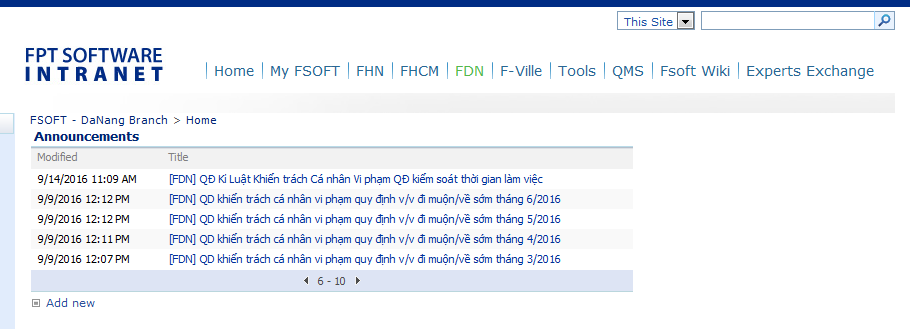 This Site
FPT SOFTWARE
INTRANET
Home My FSOFT FHN FHCM FDN F-Ville Tools QMS Fsoft Wiki Experts Exchange
FSOFT - DaNang Branch > Home
Announcements
Modified Title
9/14/2016 11:09 AM [FDN] QĐ Kỉ Luật Khiển trách Cá nhân Vi phạm QĐ kiểm soát thời gian làm việc
9/9/2016 12:12 PM [FDN] QD khiển trách cá nhân vi phạm quy định v/v đi muộn/về sớm tháng 6/2016
9/9/2016 12:12 PM [FDN] QD khiển trách cá nhân vi phạm quy định v/v đi muộn/về sớm tháng 5/2016
9/9/2016 12:11 PM [FDN] QD khiển trách cá nhân vi phạm quy định v/v đi muộn/về sớm tháng 4/2016
9/9/2016 12:07 PM [FDN] QD khiển trách cá nhân vi phạm quy định v/v đi muộn/về sớm tháng 3/2016
6 - 10
Add new